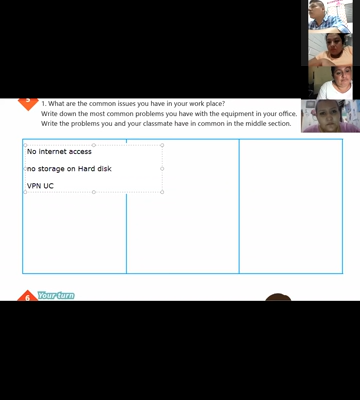 5
1. What are the common issues you have in your work place?
Write down the most common problems you have with the equipment in your office,
Write the problems you and your classmate have in common in the middle section.
No internet access
no storage on Hard disk
VPN UC
6
Your turn